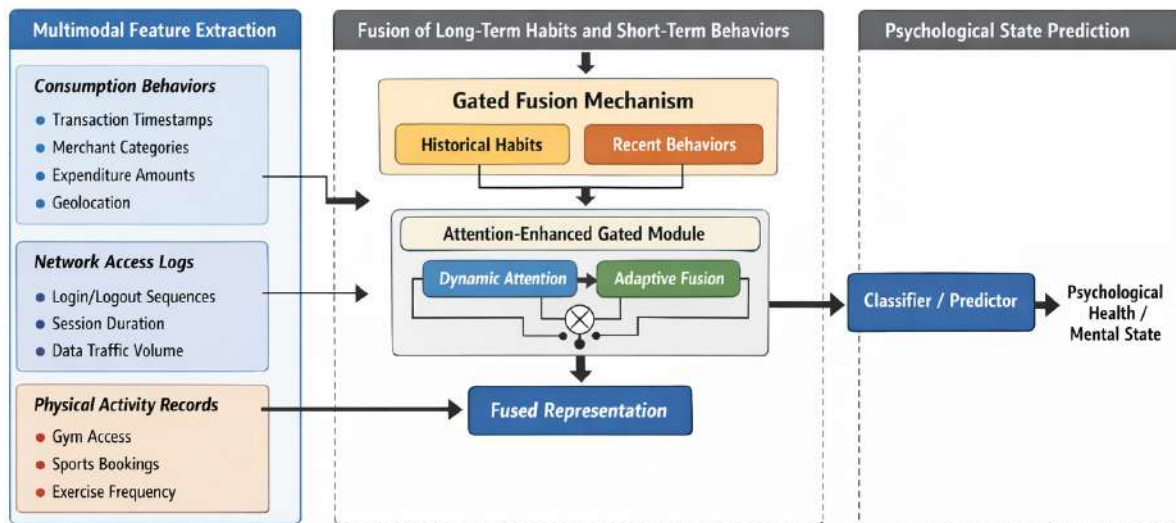 Multimodal Feature Extraction
Consumption Behaviors
Transaction Timestamps
Merchant Categories
Expenditure Amounts
Geolocation
Network Access Logs
Login/Logout Sequences
Session Duration
Data Traffic Volume
Physical Activity Records
Gym Access
Sports Bookings
Exercise Frequency
Fusion of Long-Term Habits and Short-Term Behaviors
Gated Fusion Mechanism
Historical Habits
Recent Behaviors
Attention-Enhanced Gated Module
Dynamic Attention
Adaptive Fusion
Fused Representation
Psychological State Prediction
Classifier / Predictor
Psychological
Health /
Mental State